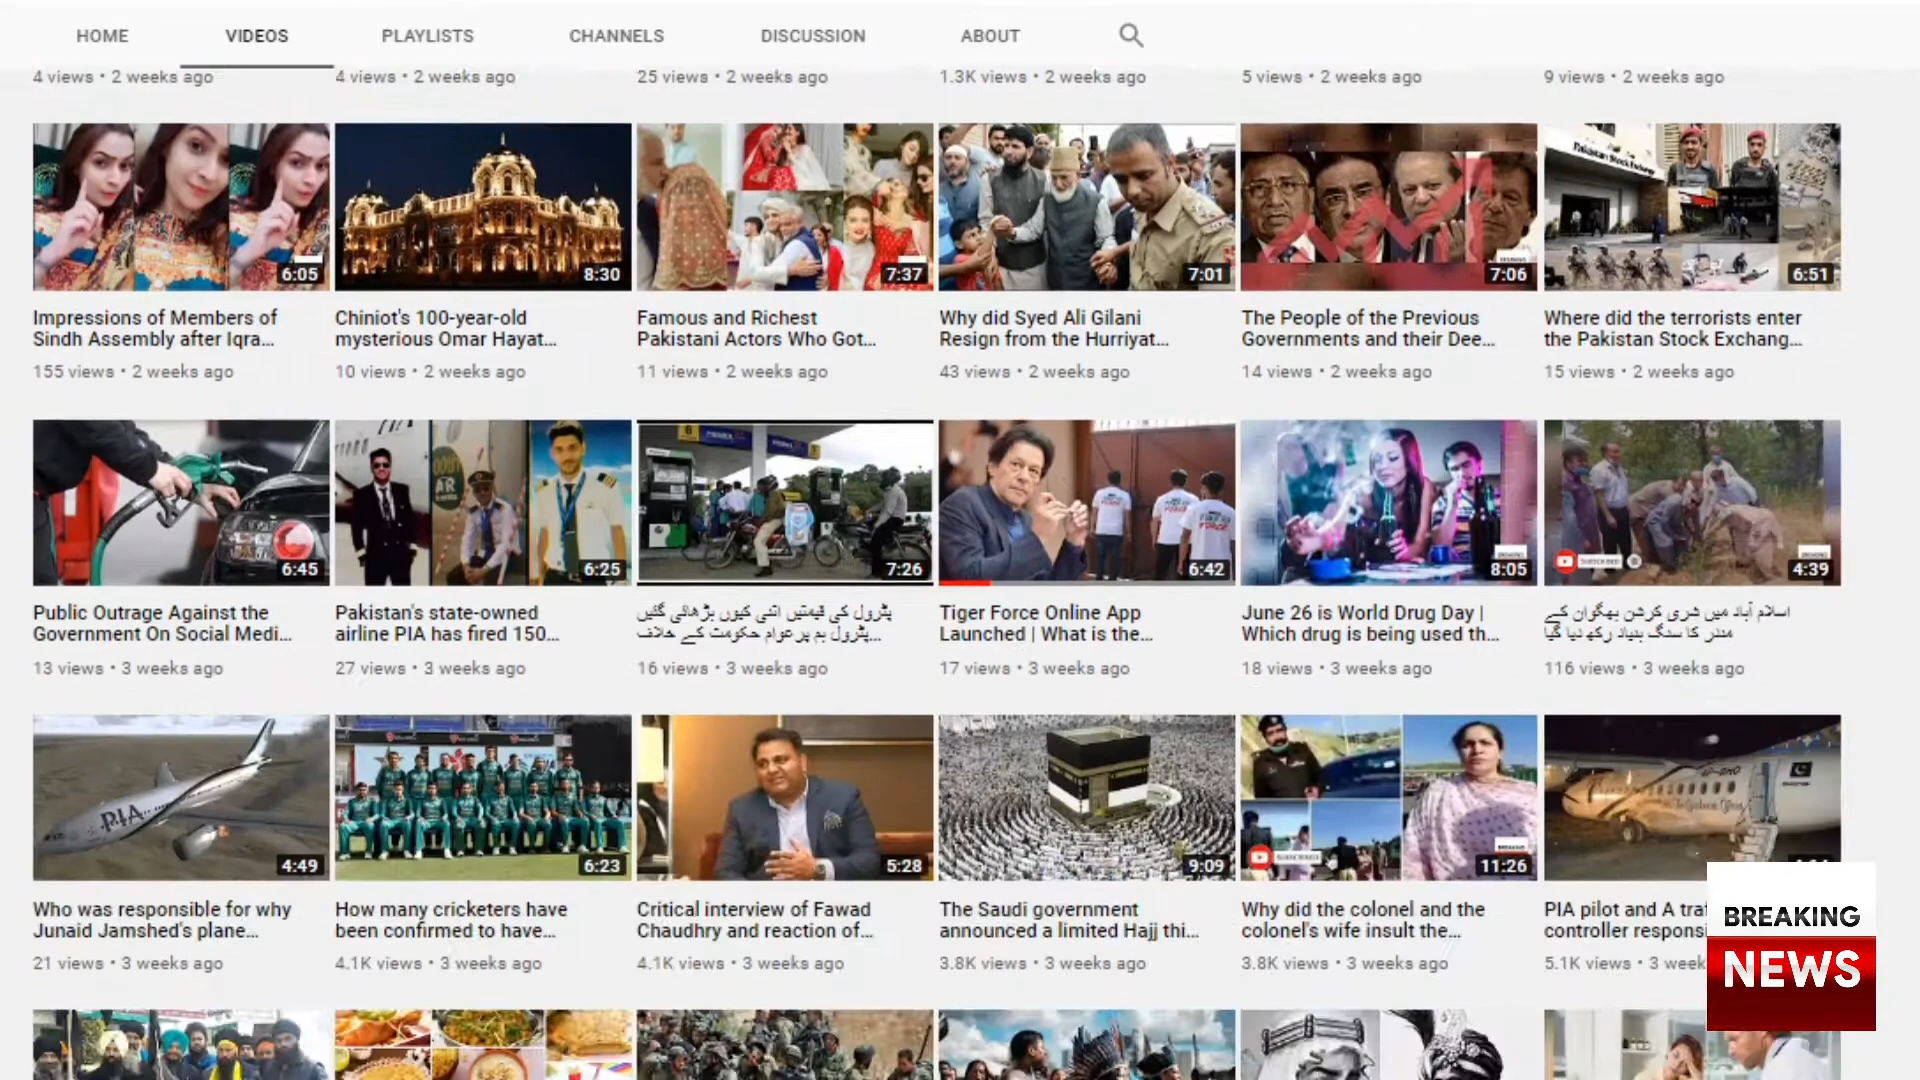 HOME VIDEOS PLAYLISTS CHANNELS DISCUSSION ABOUT
4 views • 2 weeks ago
4 views • 2 weeks ago
25 views • 2 weeks ago
1.3K views • 2 weeks ago
5 views • 2 weeks ago
9 views • 2 weeks ago
6:05
8:30
7:37
7:01
7:06
Pakistan Stock Exchange
6:51
Impressions of Members of
Sindh Assembly after Iqra...
155 views • 2 weeks ago
Chiniot's 100-year-old
mysterious Omar Hayat...
10 views • 2 weeks ago
Famous and Richest
Pakistani Actors Who Got...
11 views • 2 weeks ago
Why did Syed Ali Gilani
Resign from the Hurriyat...
43 views • 2 weeks ago
The People of the Previous
Governments and their Dee...
14 views • 2 weeks ago
Where did the terrorists enter
the Pakistan Stock Exchang...
15 views • 2 weeks ago
6:45
6:25
7:26
6:42
8:05
4:39
Public Outrage Against the
Government On Social Medi...
13 views • 3 weeks ago
Pakistan's state-owned
airline PIA has fired 150...
27 views • 3 weeks ago
پٹرول کی قیمتیں اتنی کیوں بڑھائی گئیں
پٹرول بم پر عوام حکومت کے خلاف...
16 views • 3 weeks ago
Tiger Force Online App
Launched | What is the...
17 views • 3 weeks ago
June 26 is World Drug Day |
Which drug is being used th...
18 views • 3 weeks ago
اسلام آباد میں شری کرشن بھگوان کے
مندر کا سنگ بنیاد رکھ دیا گیا
116 views • 3 weeks ago
PIA
4:49
6:23
5:28
9:09
11:26
Who was responsible for why
Junaid Jamshed's plane...
21 views • 3 weeks ago
How many cricketers have
been confirmed to have...
4.1K views • 3 weeks ago
Critical interview of Fawad
Chaudhry and reaction of...
4.1K views • 3 weeks ago
The Saudi government
announced a limited Hajj thi...
3.8K views • 3 weeks ago
Why did the colonel and the
colonel's wife insult the...
3.8K views • 3 weeks ago
PIA pilot and A
controller
5.1K views • 3
BREAKING
NEWS